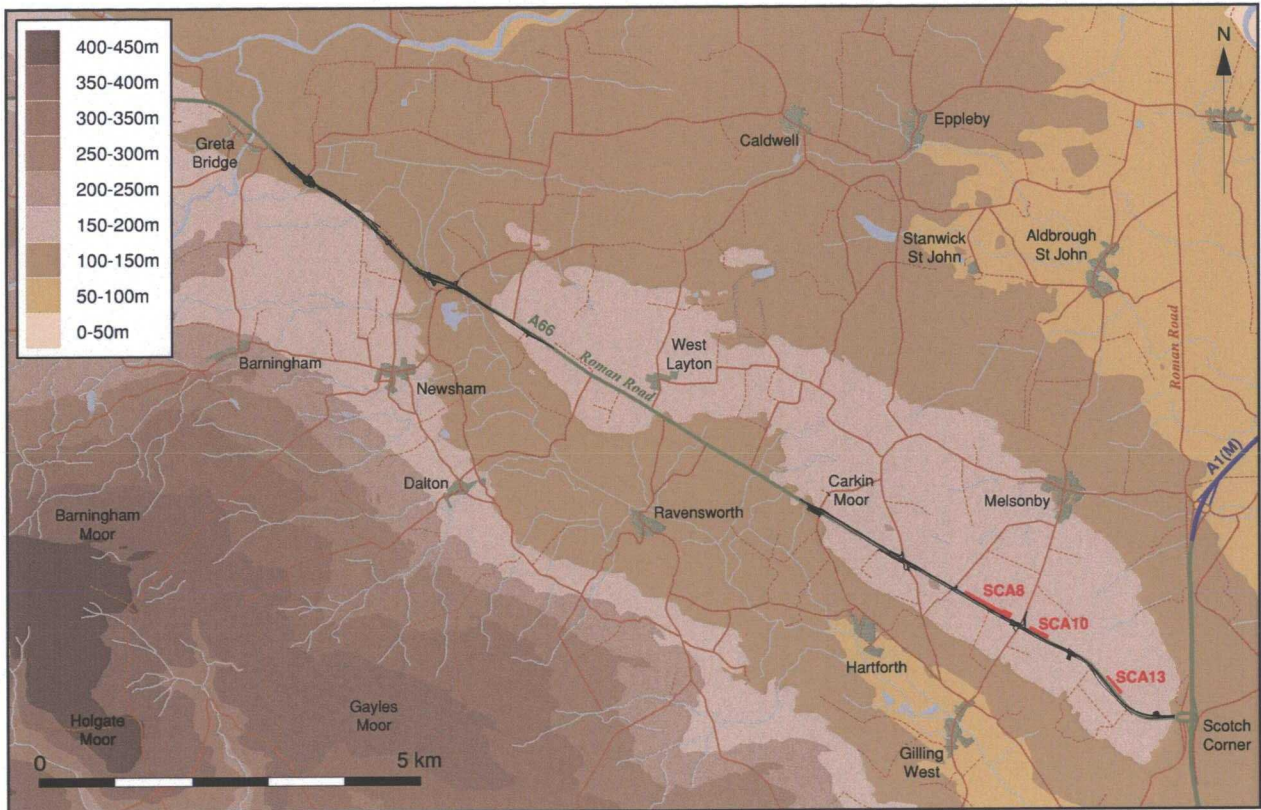 400-450m
350-400m
300-350m
250-300m
200-250m
150-200m
100-150m
50-100m
0-50m
N
Greta
Bridge
Caldwell
Eppleby
Stanwick
St John
Aldbrough
St John
A66
Roman Road
West
Layton
Roman Road
Barningham
Newsham
A1(M)
Dalton
Carkin
Moor
Melsonby
Barningham
Moor
Ravensworth
SCA8
SCA10
SCA13
Hartforth
Holgate
Moor
Gayles
Moor
Gilling
West
Scotch
Corner
0
5 km